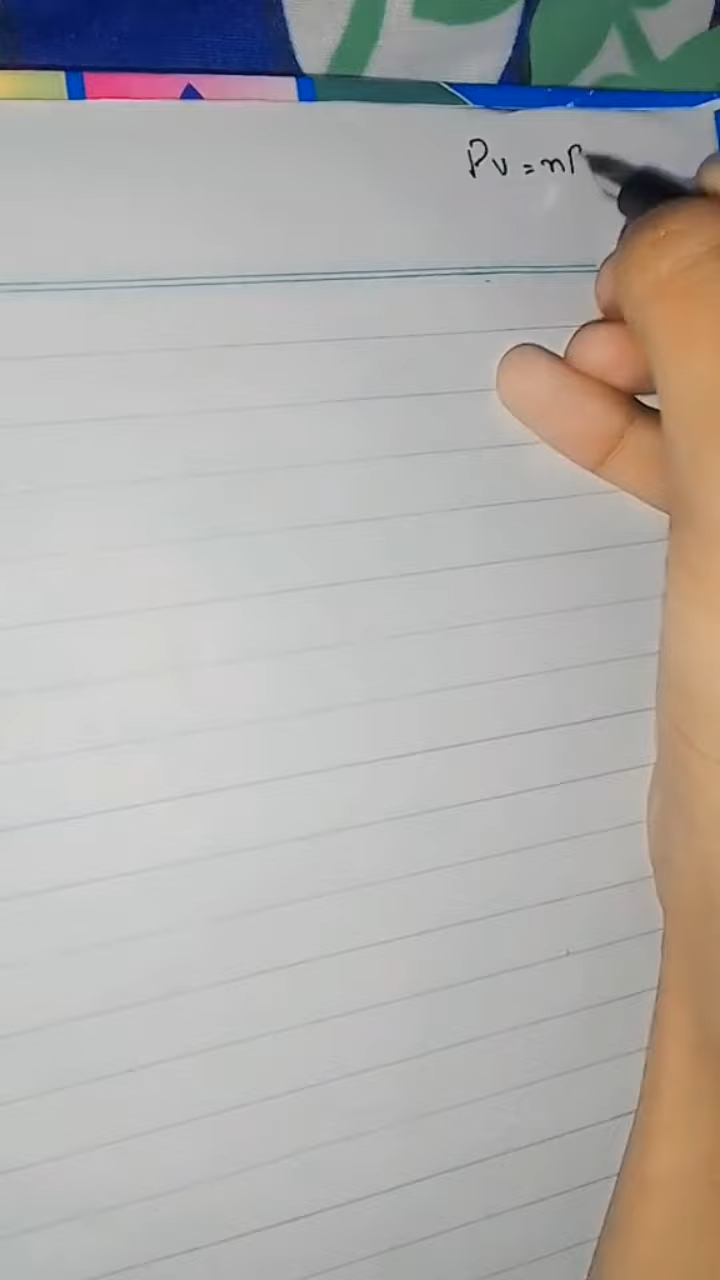 Pv = nR